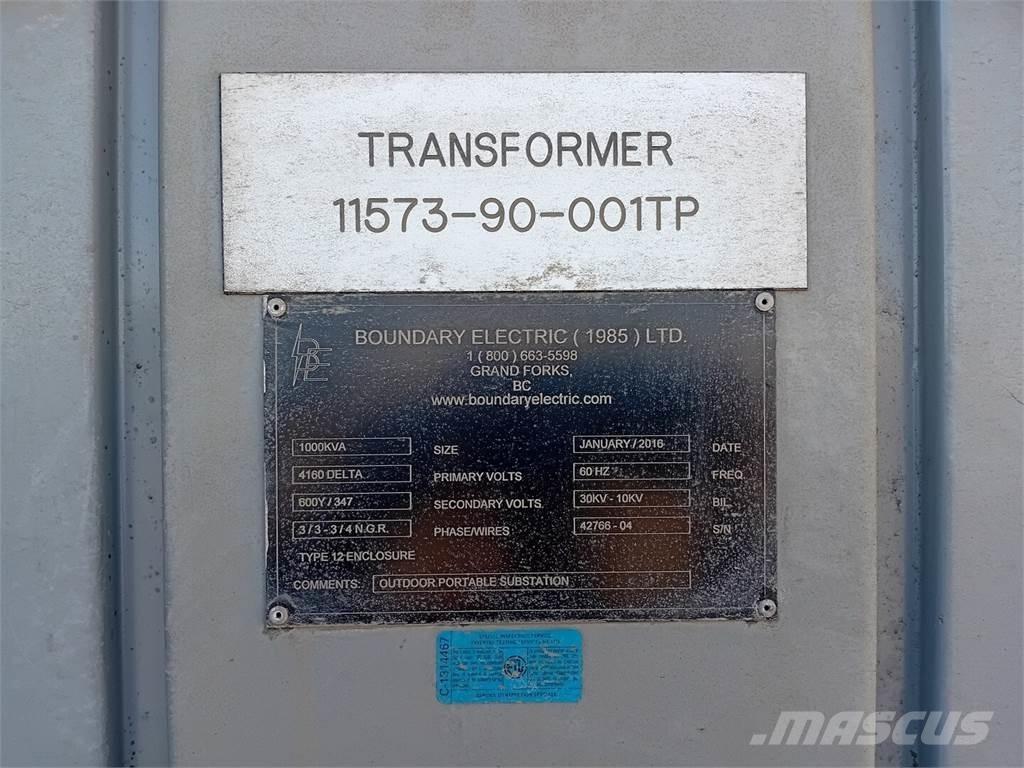 TRANSFORMER
11573-90-001TP
BE
BOUNDARY ELECTRIC ( 1985 ) LTD.
1 ( 800 ) 663-5598
GRAND FORKS,
BC
www.boundaryelectric.com
1000KVA SIZE JANUARY / 2016 DATE
4160 DELTA PRIMARY VOLTS 60 HZ FREQ.
600Y / 347 SECONDARY VOLTS. 30KV - 10KV BIL
3 / 3 - 3 / 4 N.G.R. PHASE/WIRES 42766 - 04 S/N
TYPE 12 ENCLOSURE
COMMENTS: OUTDOOR PORTABLE SUBSTATION
C-1314467
MASCUS